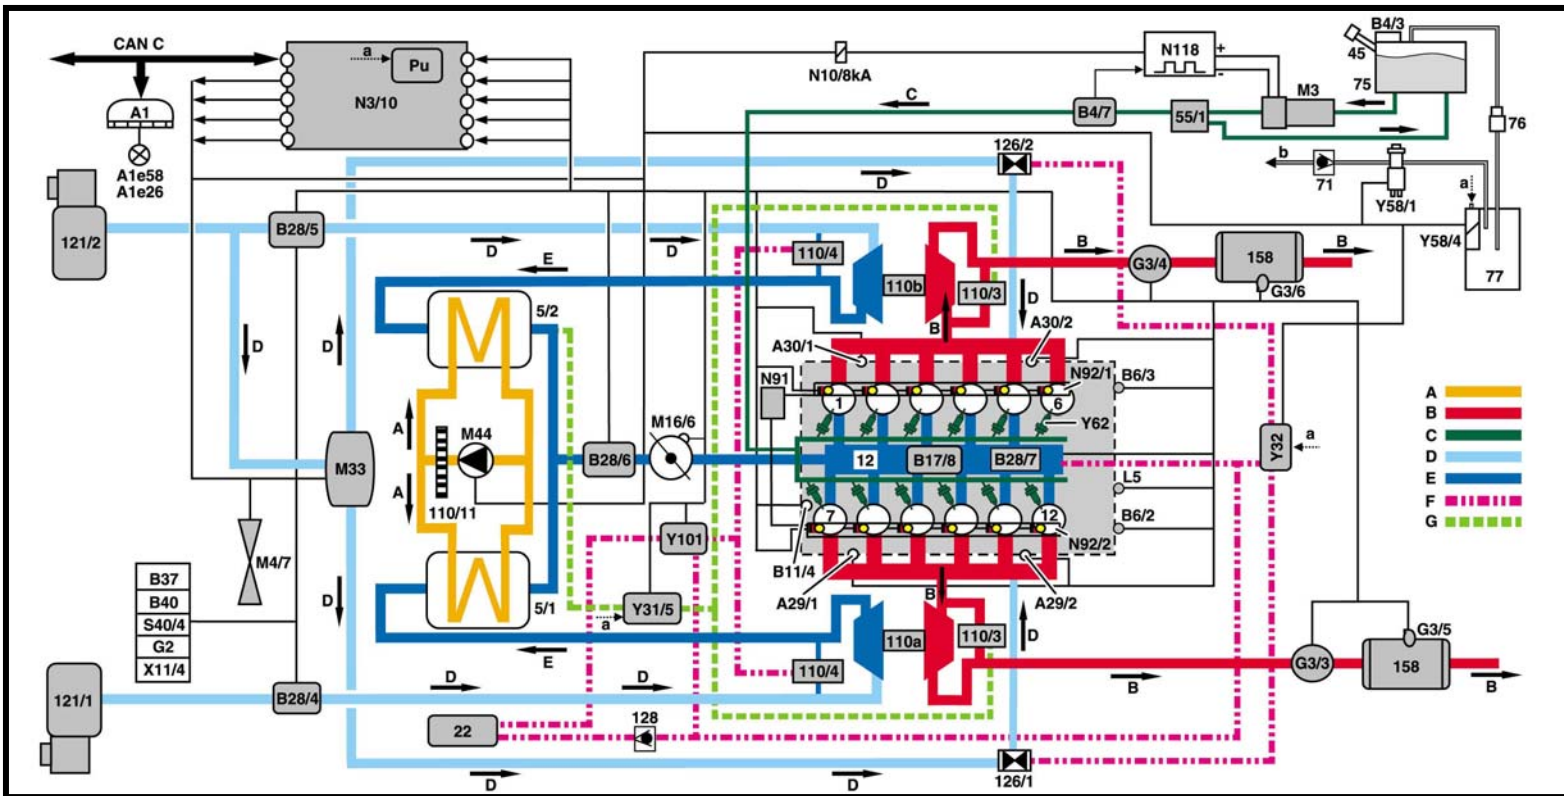 CAN C
A1
A1e58
A1e26
a
Pu
N3/10
N10/8kA
N118
+
-
B4/3
45
75
M3
C
B4/7
55/1
76
126/2
b
71
Y58/1
a
Y58/4
77
121/2
B28/5
D
D
D
E
110/4
110b
110/3
B
G3/4
158
B
G3/6
D
D
D
5/2
B
A30/1
A30/2
N91
N92/1
B6/3
1
6
A
M44
M16/6
Y62
A
B
C
D
E
F
G
M33
B28/6
12
B17/8
B28/7
Y32
a
A
110/11
L5
7
12
B6/2
N92/2
M4/7
Y101
B11/4
A29/1
A29/2
B37
B40
S40/4
G2
X11/4
D
5/1
Y31/5
a
B
110a
110/3
D
G3/5
G3/3
158
B
B
E
110/4
121/1
B28/4
D
D
22
128
D
D
126/1